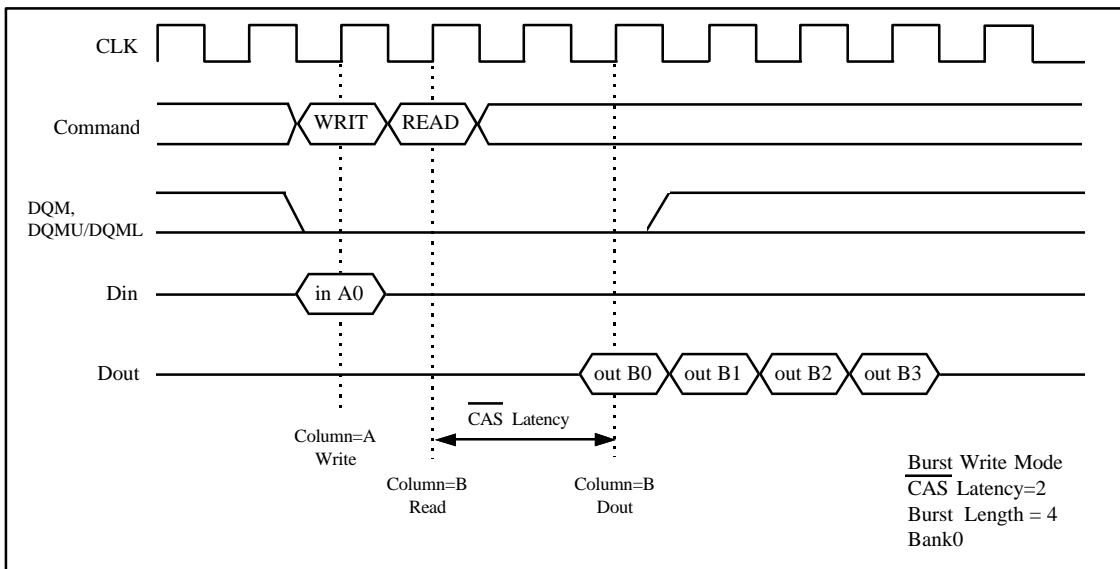 CLK
Command
WRIT
READ
DQM,
DQMU/DQML
Din
in A0
Dout
out B0
out B1
out B2
out B3
CAS Latency
Column=A
Write
Column=B
Read
Column=B
Dout
Burst Write Mode
CAS Latency=2
Burst Length = 4
Bank0